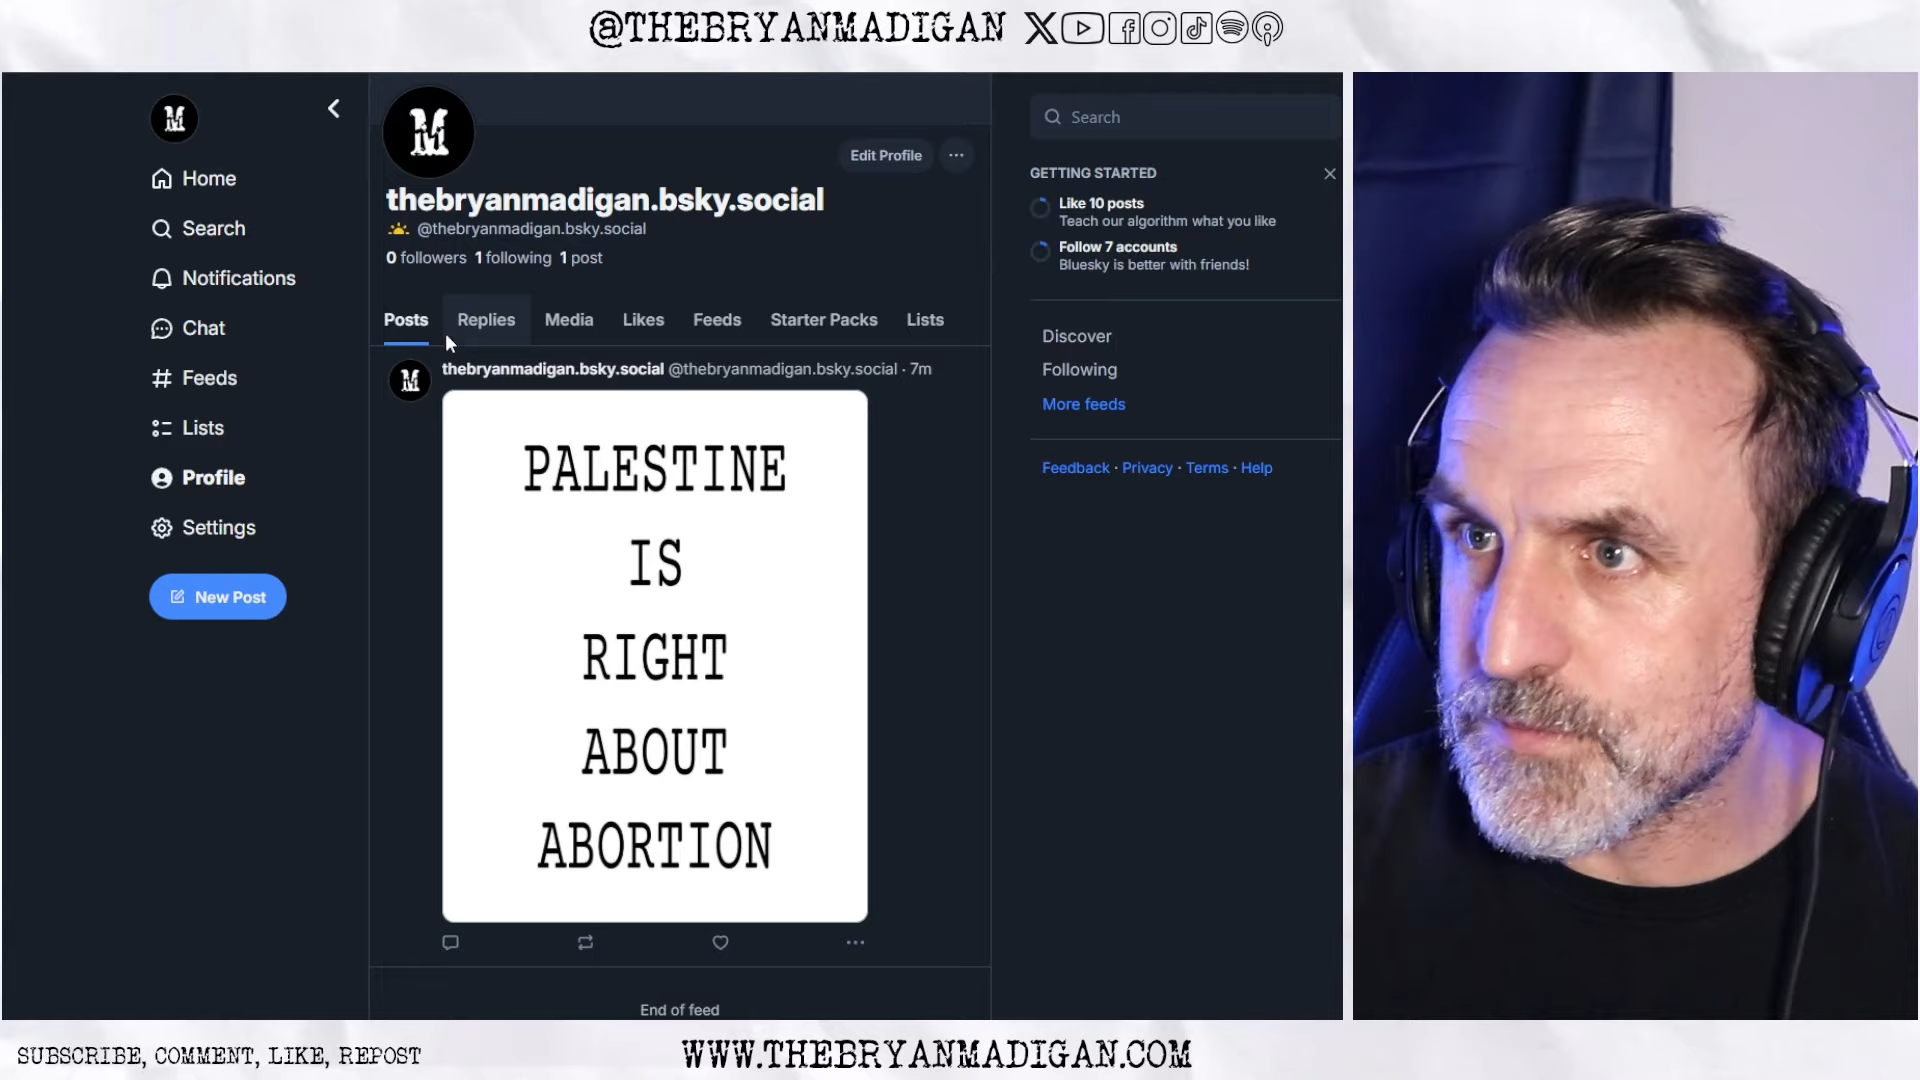 @THEBRYANMADIGAN
M
Home
Search
Notifications
Chat
Feeds
Lists
Profile
Settings
New Post
M
Edit Profile
thebryanmadigan.bsky.social
@thebryanmadigan.bsky.social
0 followers 1 following 1 post
Posts Replies Media Likes Feeds Starter Packs Lists
M
thebryanmadigan.bsky.social @thebryanmadigan.bsky.social · 7m
PALESTINE
IS
RIGHT
ABOUT
ABORTION
End of feed
Search
GETTING STARTED
Like 10 posts
Teach our algorithm what you like
Follow 7 accounts
Bluesky is better with friends!
Discover
Following
More feeds
Feedback · Privacy · Terms · Help
SUBSCRIBE, COMMENT, LIKE, REPOST
WWW.THEBRYANMADIGAN.COM